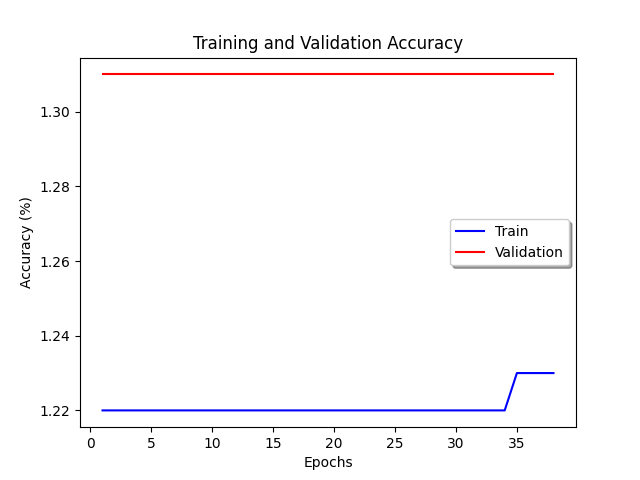 Training and Validation Accuracy
Accuracy (%)
1.30
1.28
1.26
1.24
1.22
Train
Validation
0 5 10 15 20 25 30 35
Epochs